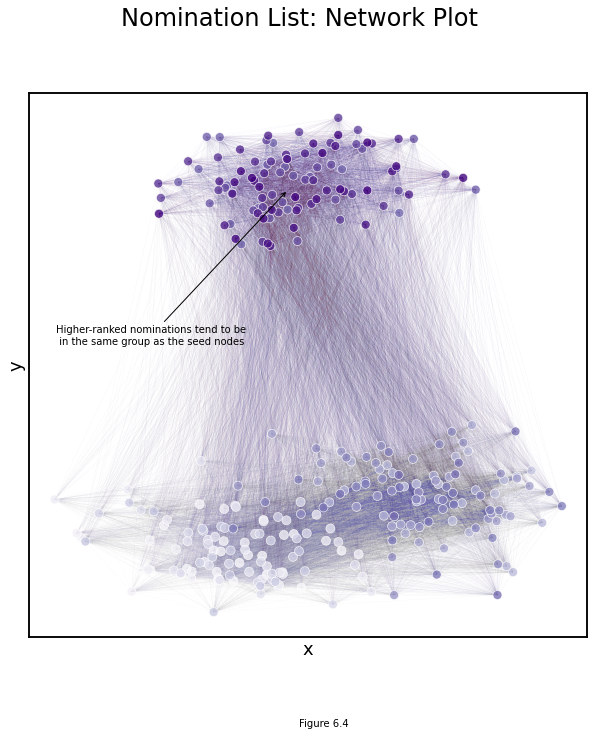 Nomination List: Network Plot
Higher-ranked nominations tend to be
in the same group as the seed nodes
y
x
Figure 6.4